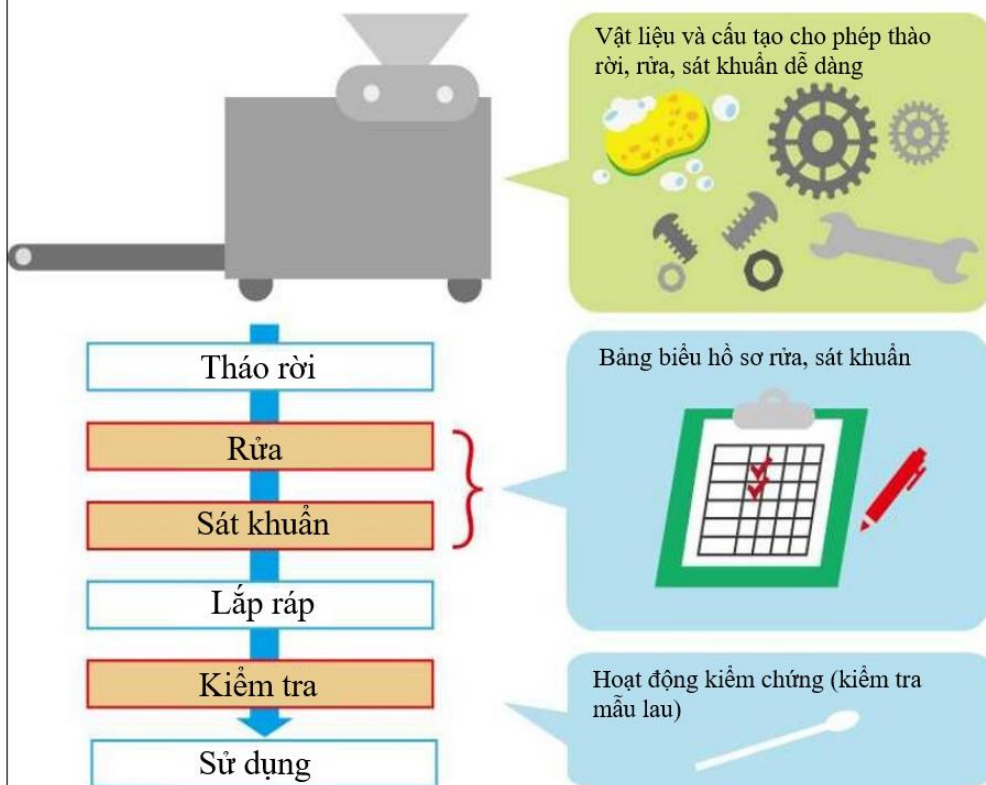 Vật liệu và cấu tạo cho phép thào
rời, rửa, sát khuẩn dễ dàng
Tháo rời
Rửa
Sát khuẩn
Lắp ráp
Kiểm tra
Sử dụng
Bảng biểu hồ sơ rửa, sát khuẩn
Hoạt động kiểm chứng (kiểm tra
mẫu lau)